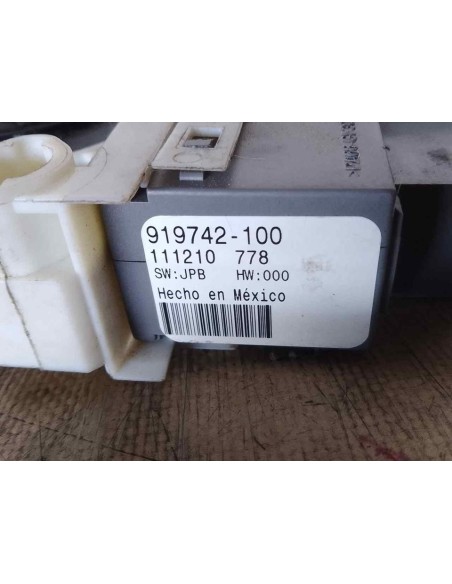 919742-100
111210 778
SW:JPB HW:000
Hecho en México